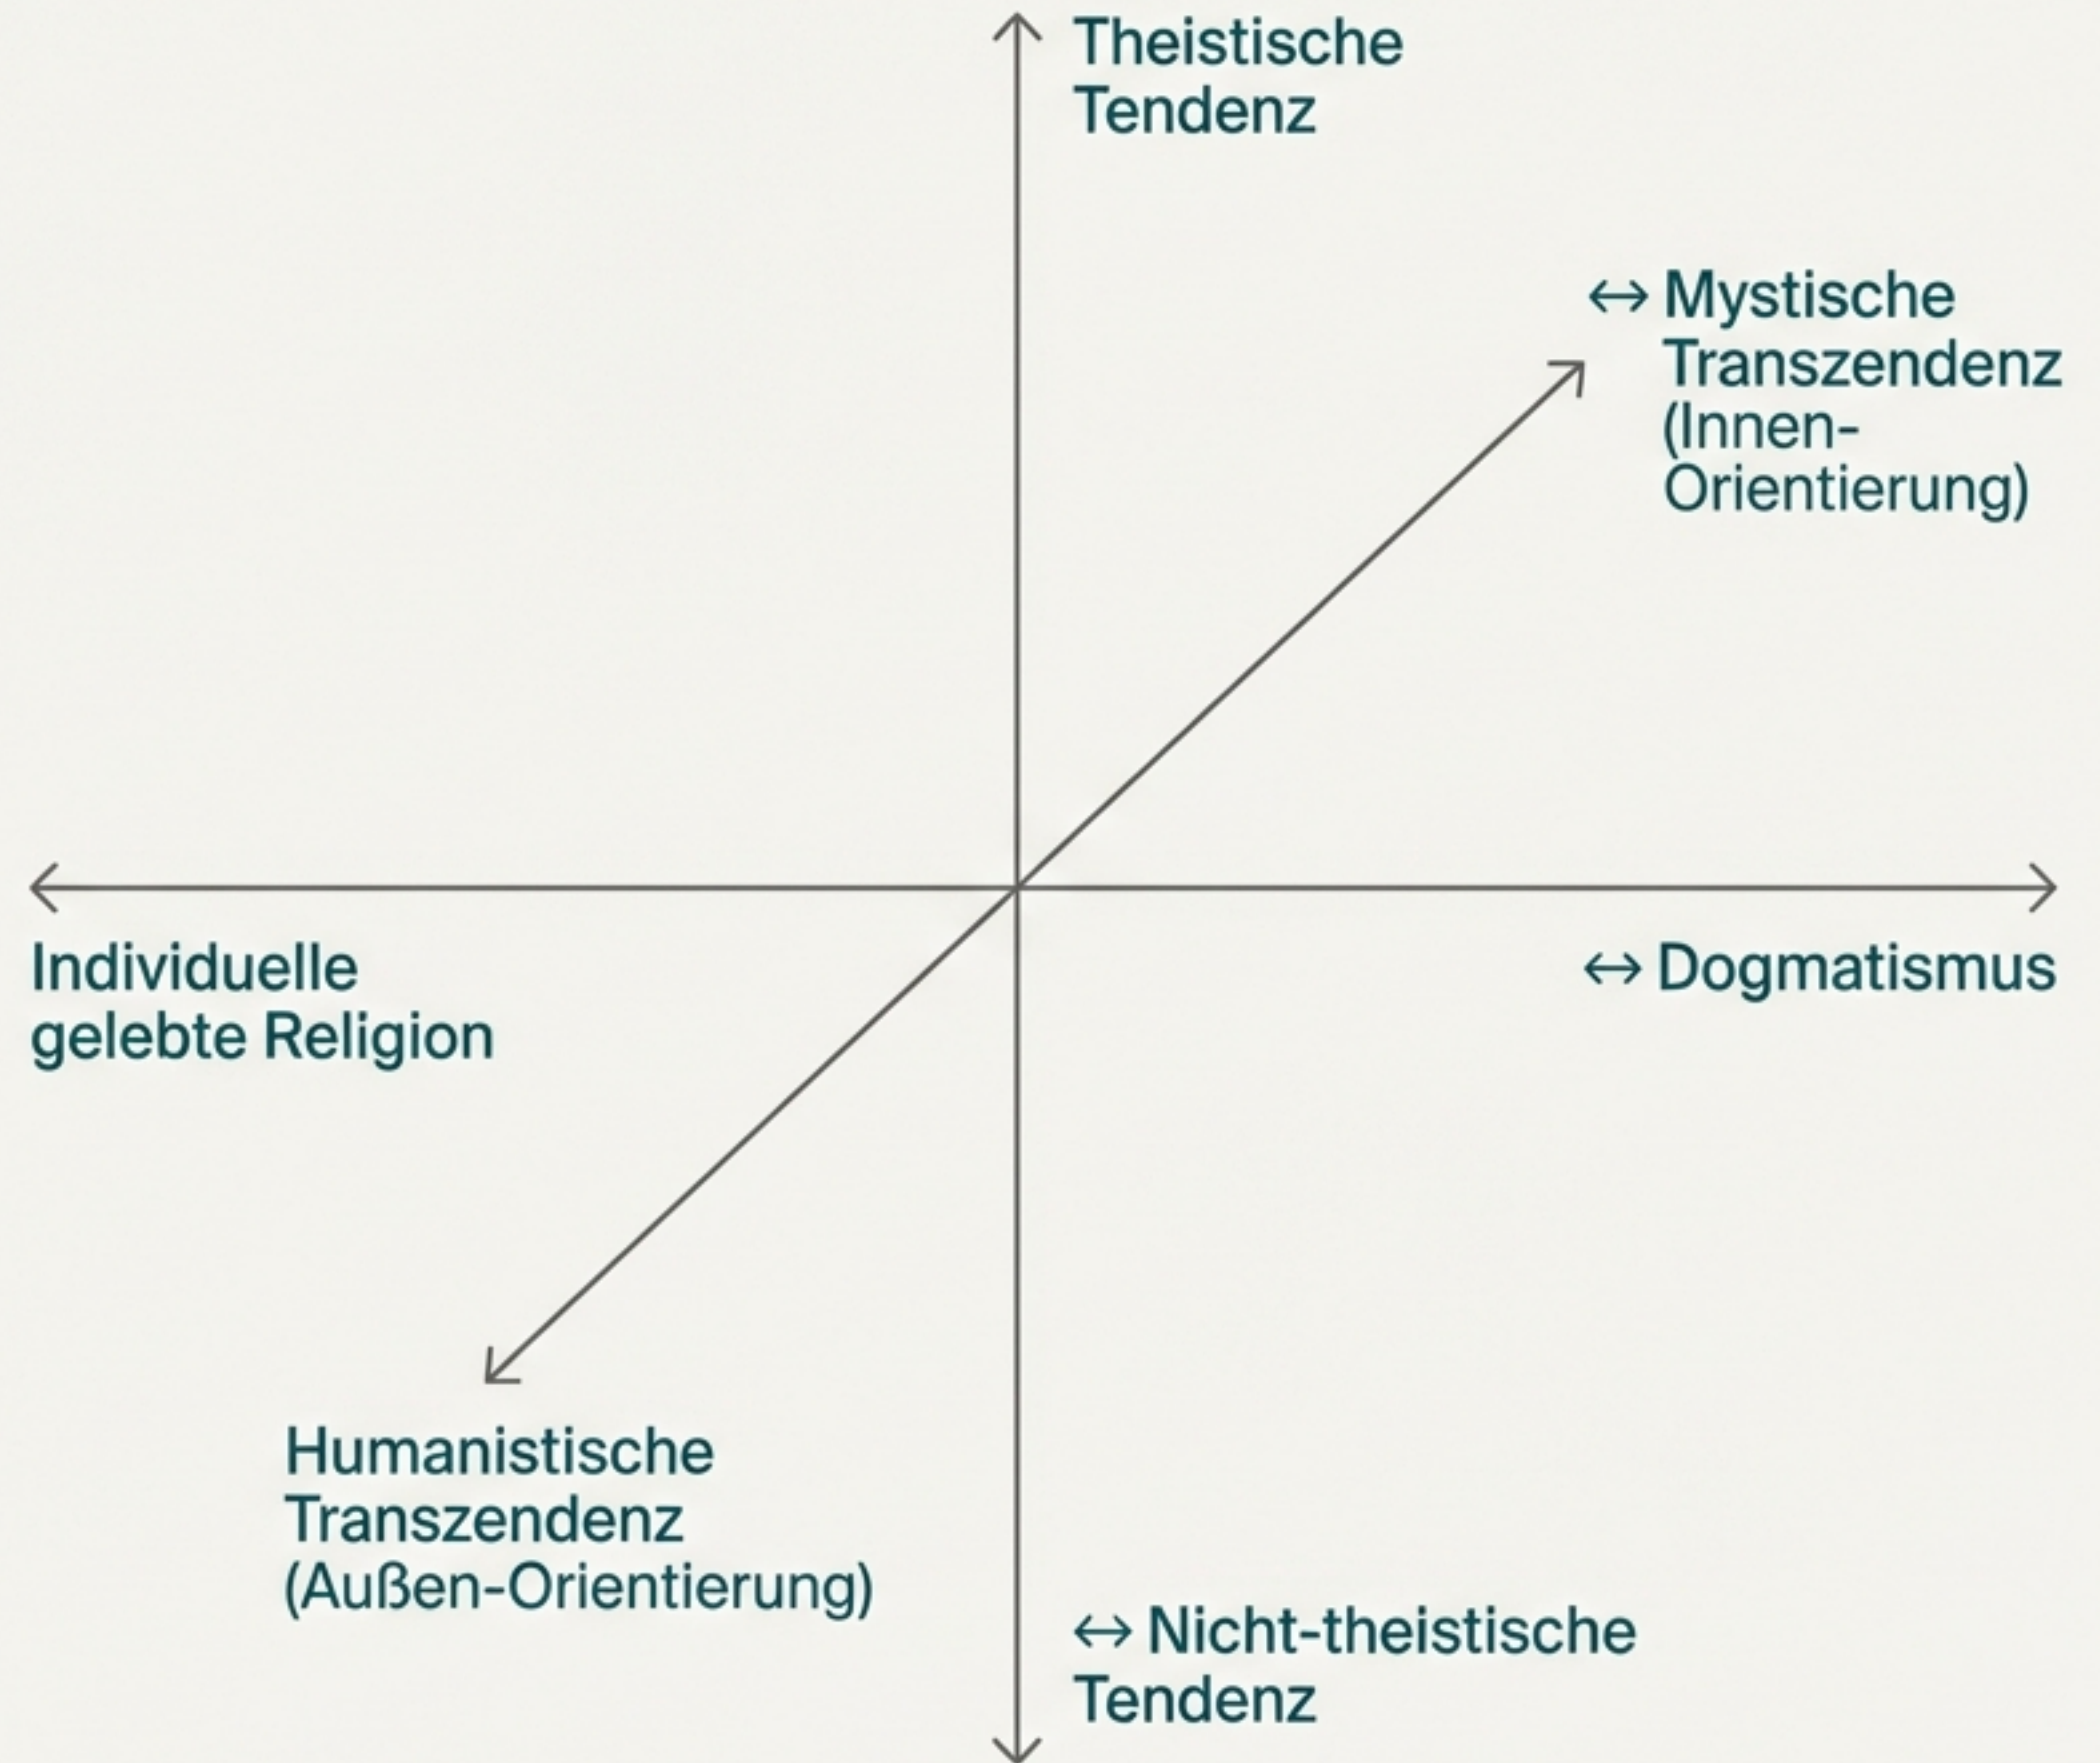 Theistische
Tendenz
↔ Mystische
Transzendenz
(Innen-
Orientierung)
Individuelle
gelebte Religion
↔ Dogmatismus
Humanistische
Transzendenz
(Außen-Orientierung)
↔ Nicht-theistische
Tendenz